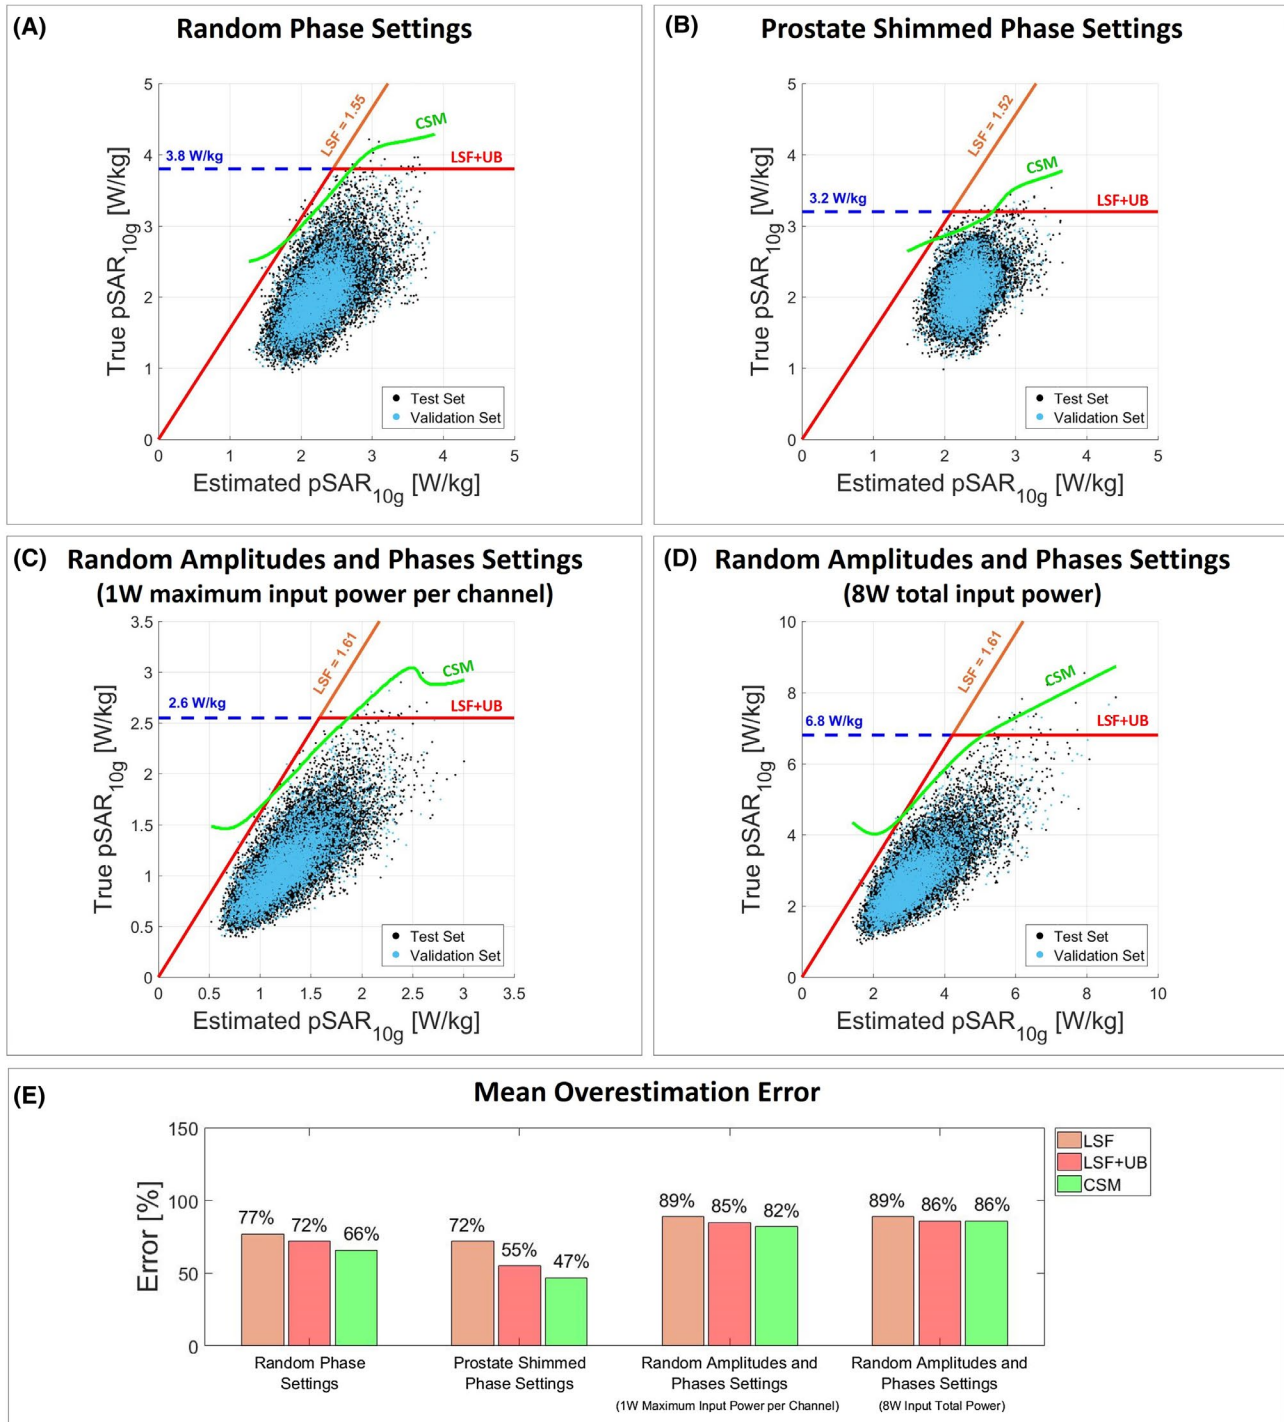 (A) Random Phase Settings
5
4
3
2
1
0
0 1 2 3 4 5
True pSAR10g [W/kg]
Estimated pSAR10g [W/kg]
3.8 W/kg
LSF = 1.55
CSM
LSF+UB
Test Set
Validation Set
(B) Prostate Shimmed Phase Settings
5
4
3
2
1
0
0 1 2 3 4 5
True pSAR10g [W/kg]
Estimated pSAR10g [W/kg]
3.2 W/kg
LSF = 1.52
CSM
LSF+UB
Test Set
Validation Set
(C) Random Amplitudes and Phases Settings
(1W maximum input power per channel)
3.5
3
2.5
2
1.5
1
0.5
0
0 0.5 1 1.5 2 2.5 3 3.5
True pSAR10g [W/kg]
Estimated pSAR10g [W/kg]
2.6 W/kg
LSF = 1.61
CSM
LSF+UB
Test Set
Validation Set
(D) Random Amplitudes and Phases Settings
(8W total input power)
10
8
6
4
2
0
0 2 4 6 8 10
True pSAR10g [W/kg]
Estimated pSAR10g [W/kg]
6.8 W/kg
LSF = 1.61
CSM
LSF+UB
Test Set
Validation Set
(E) Mean Overestimation Error
150
100
50
0
Error [%]
77% 72% 66%
72% 55% 47%
89% 85% 82%
89% 86% 86%
LSF
LSF+UB
CSM
Random Phase
Settings
Prostate Shimmed
Phase Settings
Random Amplitudes and
Phases Settings
(1W Maximum Input Power per Channel)
Random Amplitudes and
Phases Settings
(8W Input Total Power)